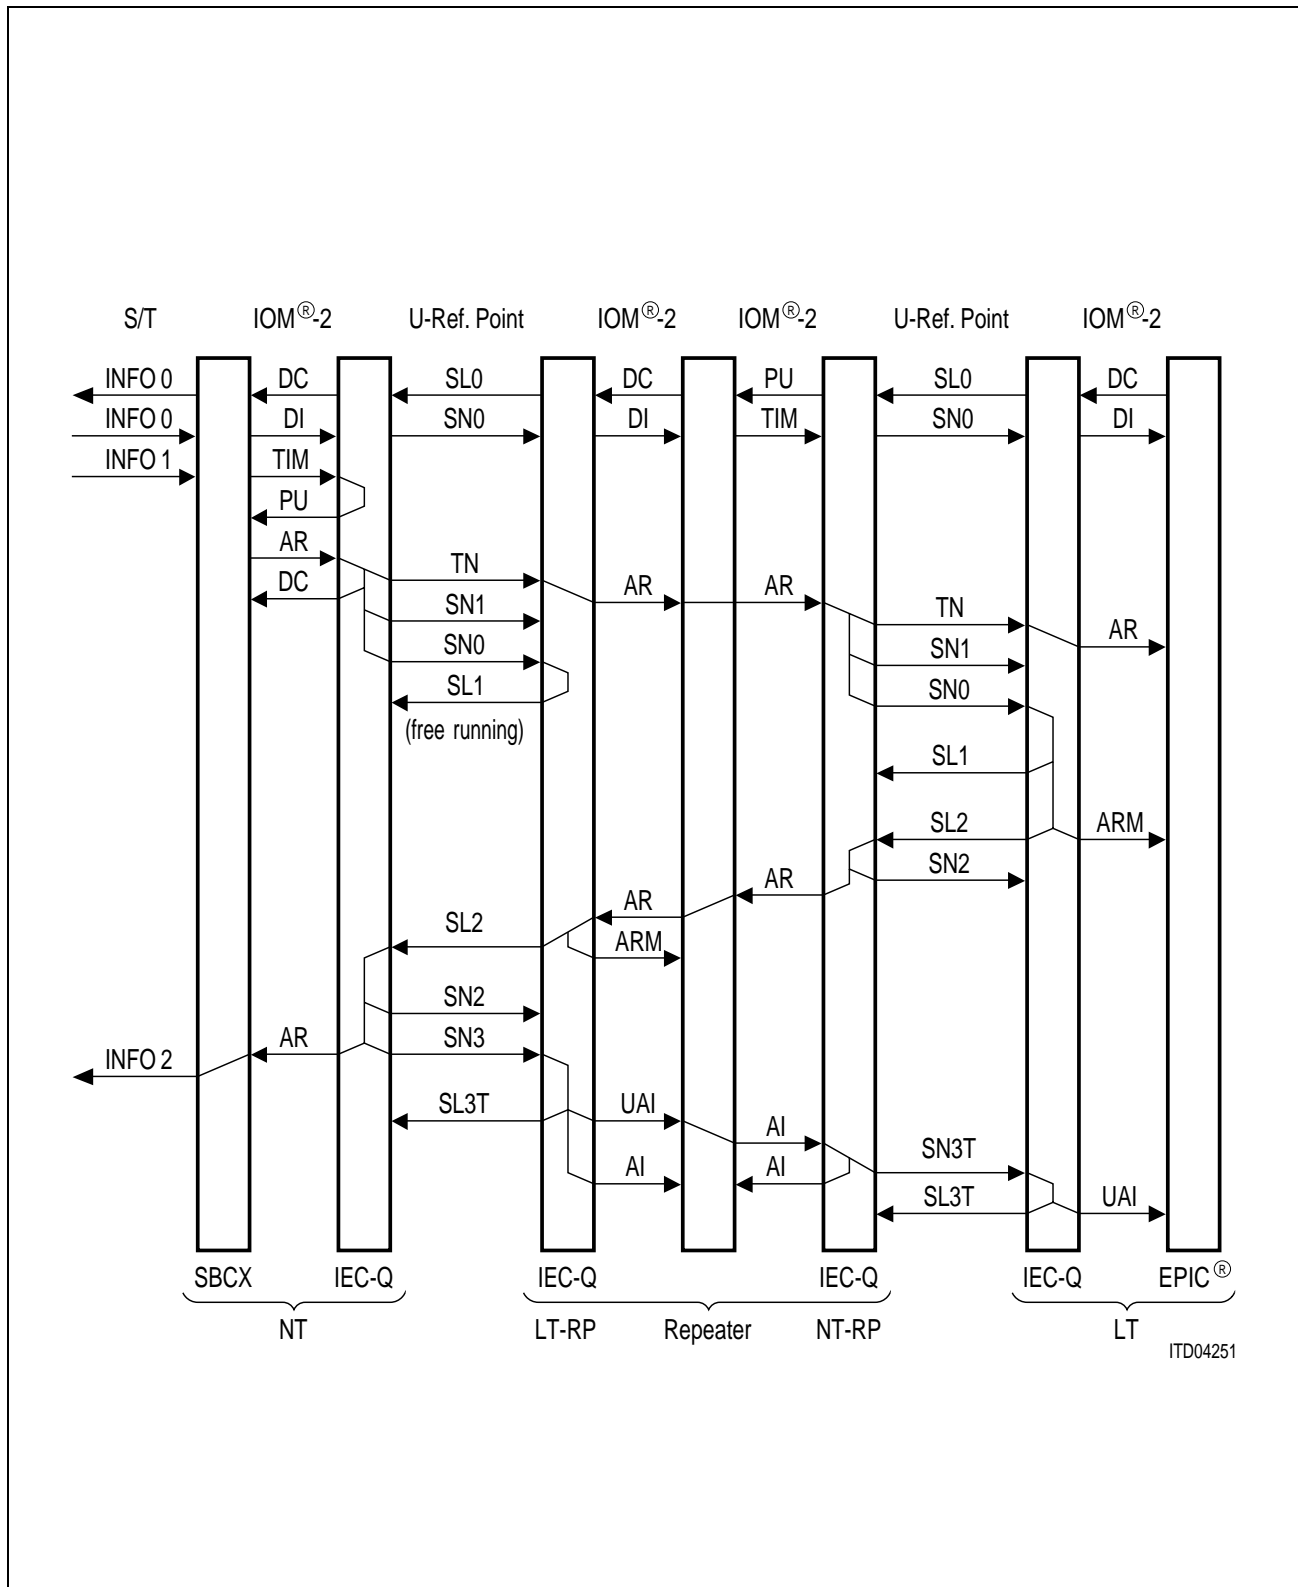 S/T IOM®-2 U-Ref. Point IOM®-2 IOM®-2 U-Ref. Point IOM®-2
INFO 0 DC SL0 DC PU SL0 DC
INFO 0 DI SN0 DI TIM SN0 DI
INFO 1 TIM
PU
AR
TN
DC AR AR
SN1 TN
AR
SN0 SN1
SL1 SN0
(free running)
SL1
SL2 ARM
SN2
AR
AR
SL2 ARM
SN2
AR SN3
INFO 2
SL3T UAI
AI
SN3T
AI AI
SL3T UAI
SBCX IEC-Q IEC-Q IEC-Q IEC-Q EPIC®
NT LT-RP Repeater NT-RP LT
ITD04251